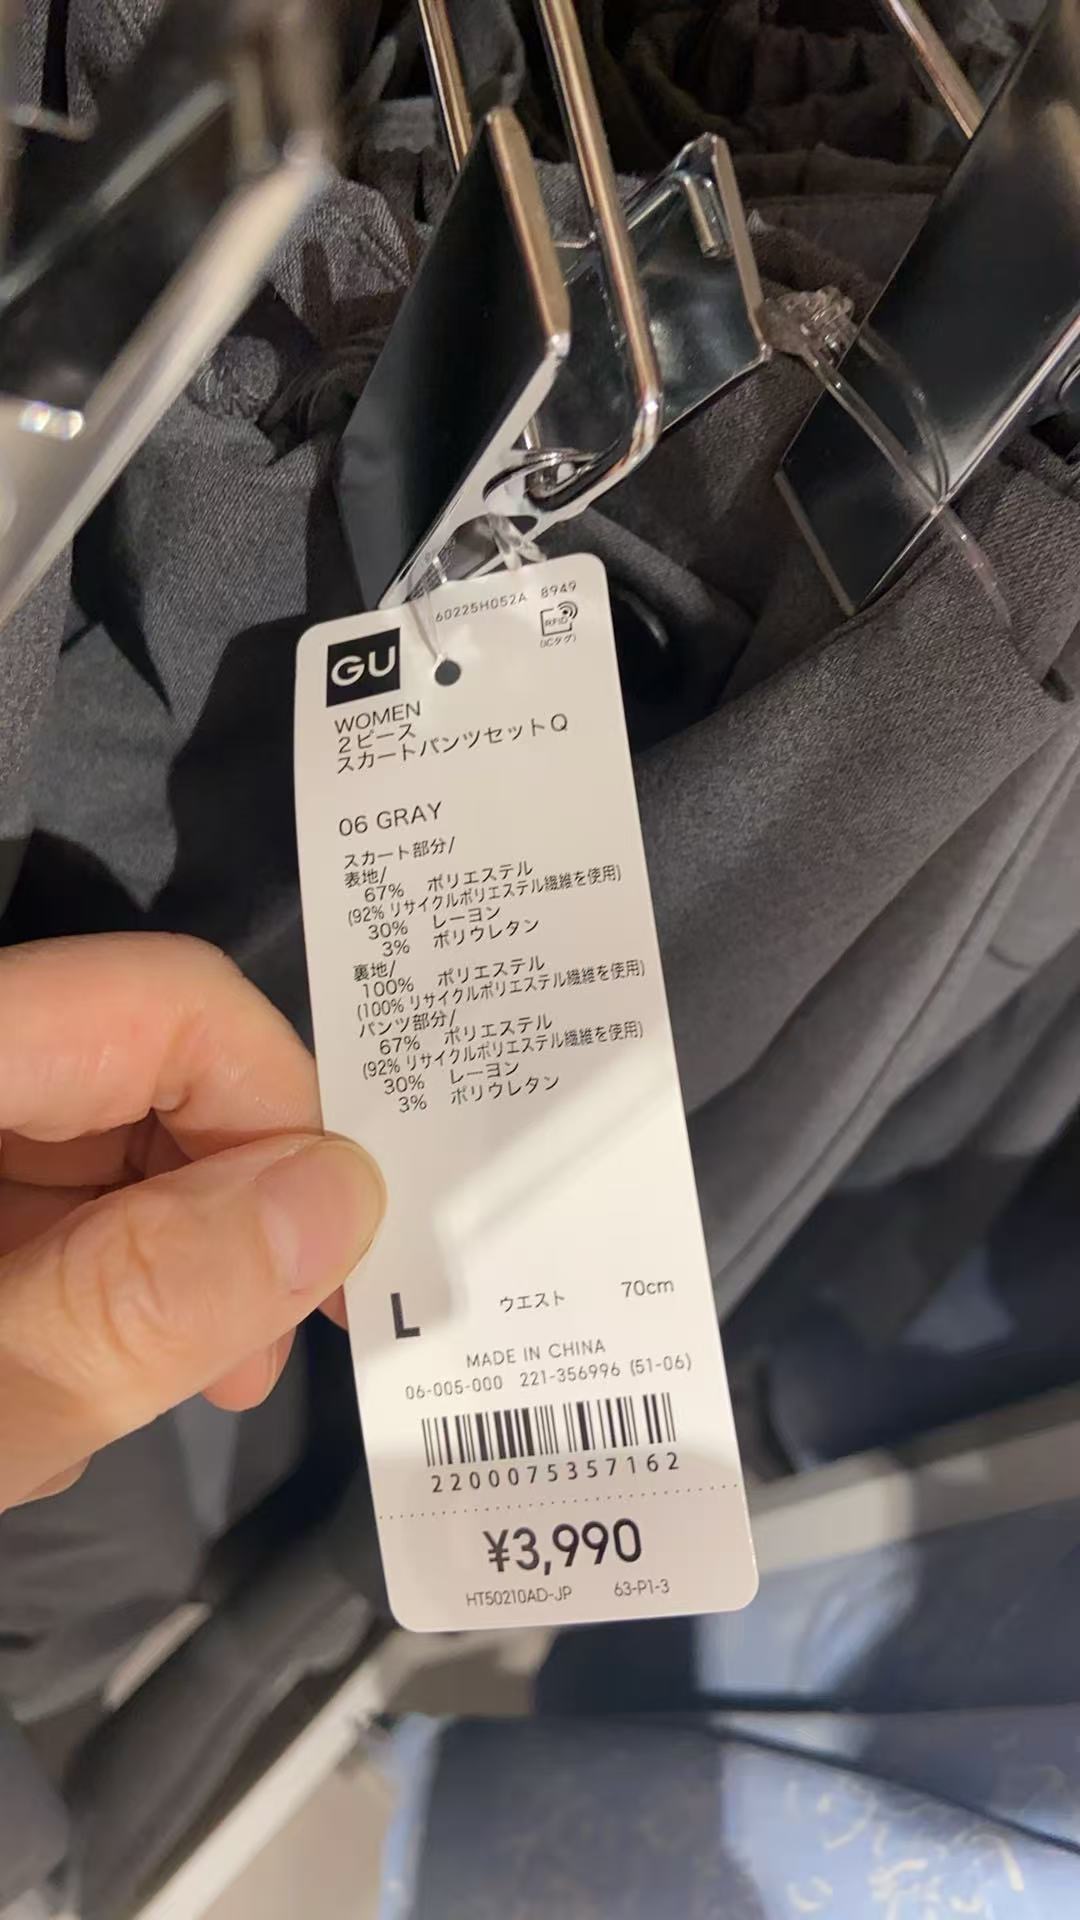 60225H052A 8949
RFID
(ICタグ)
GU
WOMEN
2ピース
スカートパンツセットQ
06 GRAY
スカート部分/
表地/
67% ポリエステル
(92% リサイクルポリエステル繊維を使用)
30% レーヨン
3% ポリウレタン
裏地/
100% ポリエステル
(100% リサイクルポリエステル繊維を使用)
パンツ部分/
67% ポリエステル
(92% リサイクルポリエステル繊維を使用)
30% レーヨン
3% ポリウレタン
L ウエスト 70cm
MADE IN CHINA
06-005-000 221-356996 (51-06)
2200075357162
¥3,990
HT50210AD-JP 63-P1-3